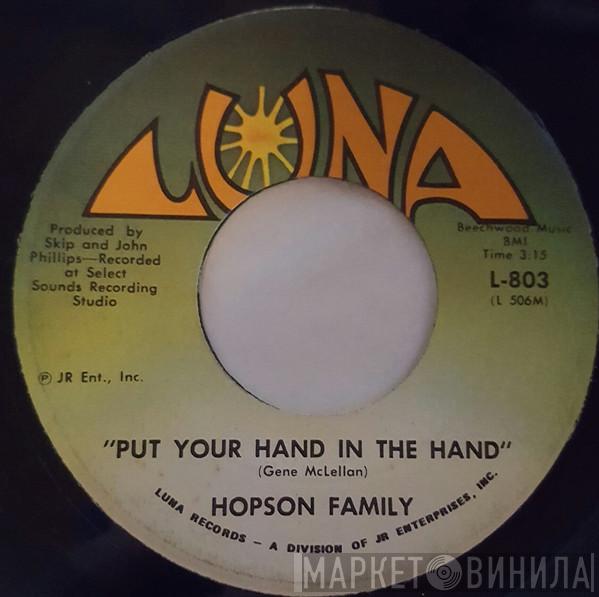 LUNA
Produced by
Skip and John
Phillips—Recorded
at Select
Sounds Recording
Studio
Beechwood Music
BMI
Time 3:15
L-803
(L 506M)
Ⓟ JR Ent., Inc.
"PUT YOUR HAND IN THE HAND"
(Gene McLellan)
HOPSON FAMILY
LUNA RECORDS — A DIVISION OF JR ENTERPRISES, INC.
МАРКЕТ ВИНИЛА